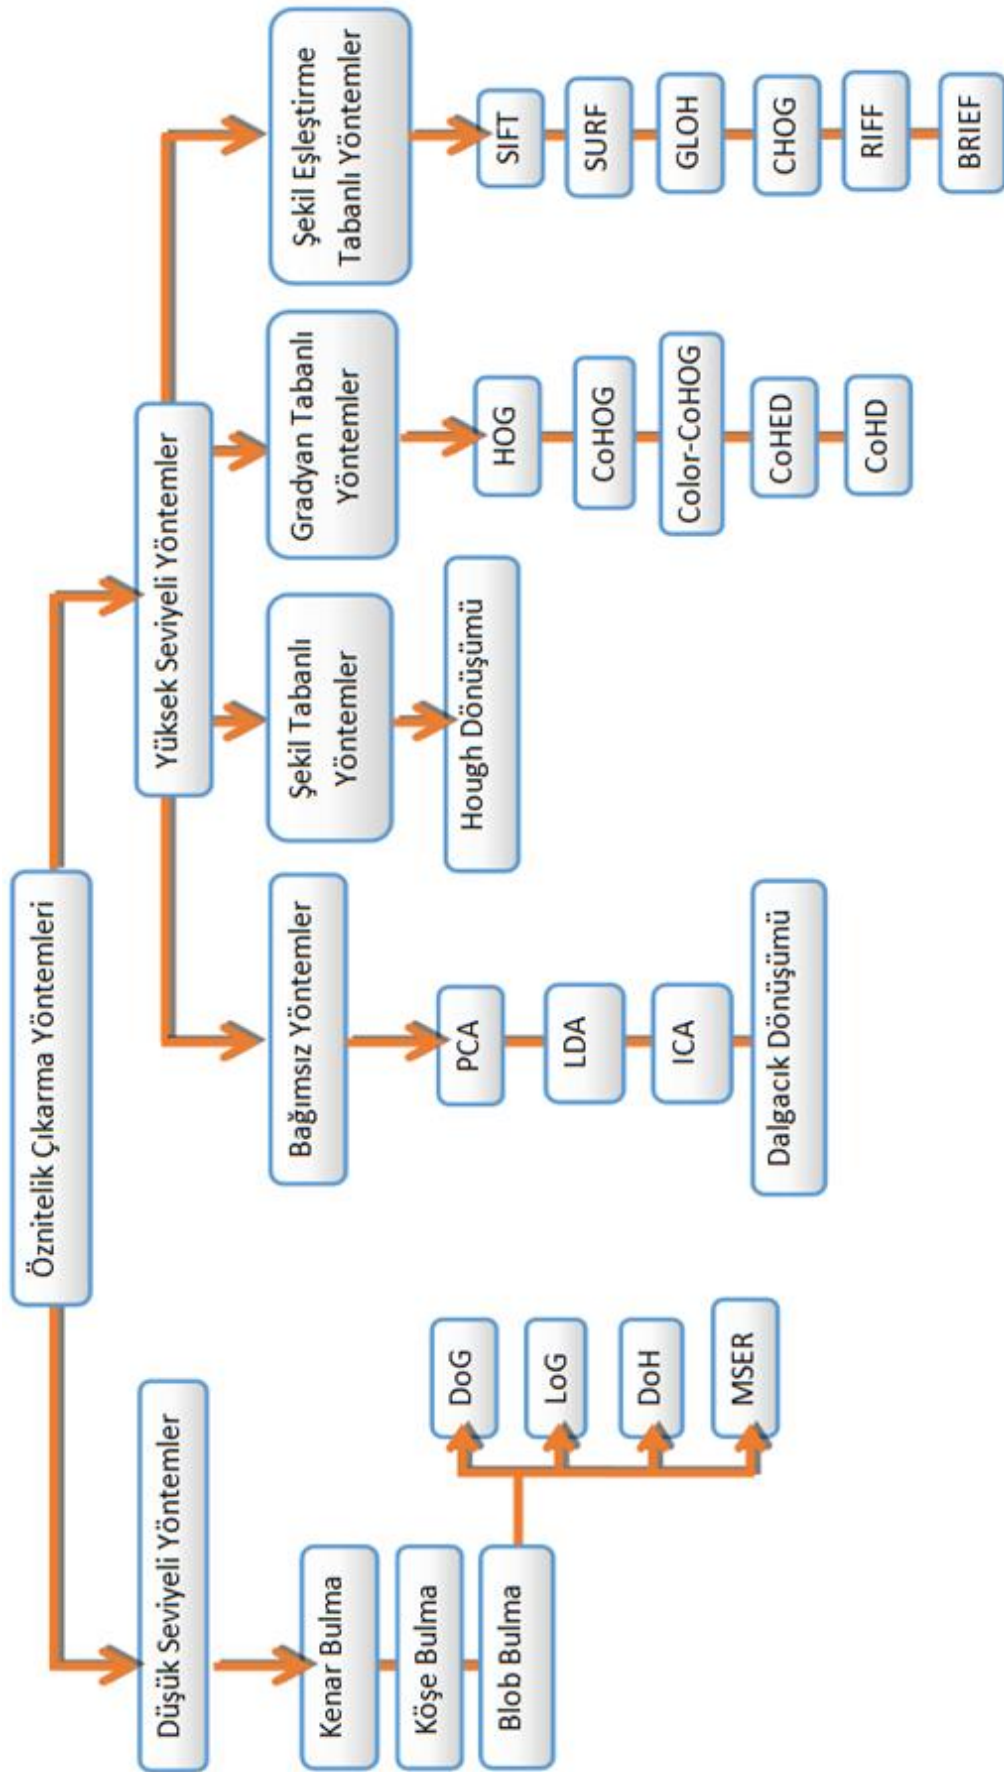 Öznitelik Çıkarma Yöntemleri
Düşük Seviyeli Yöntemler
Kenar Bulma
Köşe Bulma
Blob Bulma
DoG
LoG
DoH
MSER
Yüksek Seviyeli Yöntemler
Bağımsız Yöntemler
PCA
LDA
ICA
Dalgacık Dönüşümü
Şekil Tabanlı
Yöntemler
Hough Dönüşümü
Gradyan Tabanlı
Yöntemler
HOG
CoHOG
Color-CoHOG
CoHED
CoHD
Şekil Eşleştirme
Tabanlı Yöntemler
SIFT
SURF
GLOH
CHOG
RIFF
BRIEF